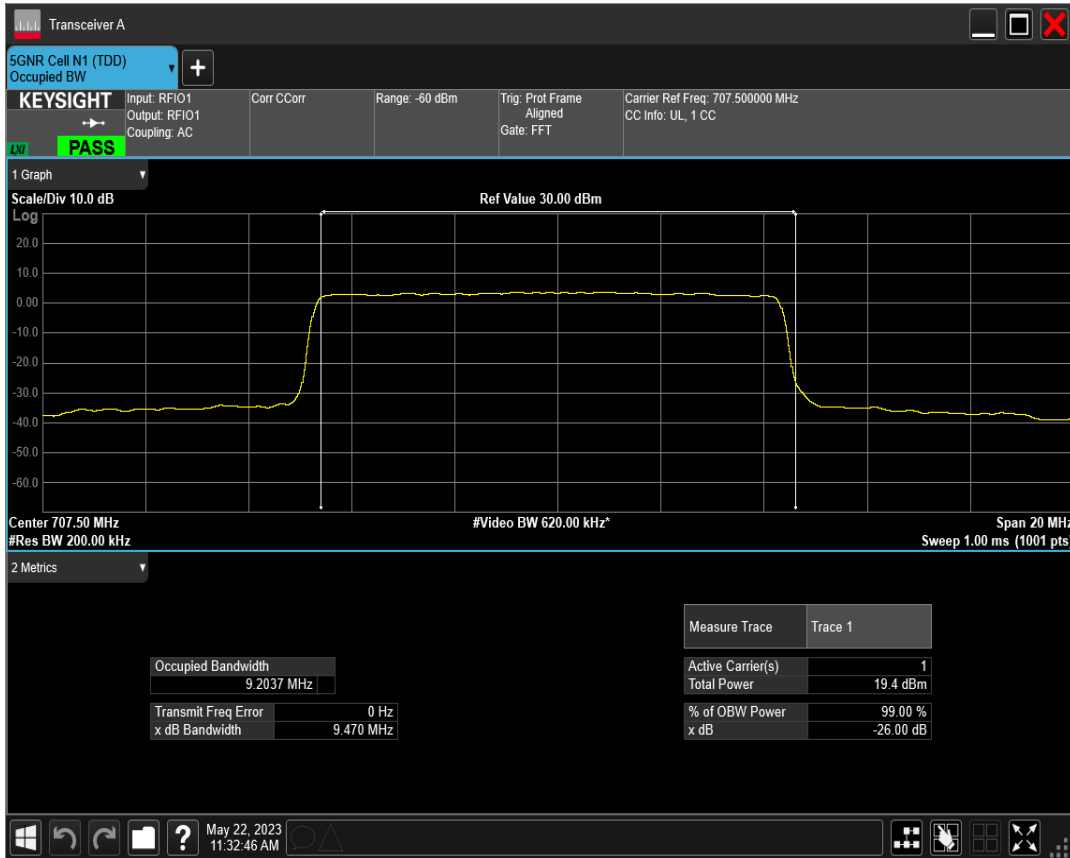 Transceiver A
5GNR Cell N1 (TDD)
Occupied BW
+
KEYSIGHT
LXI
PASS
Input: RFIO1
Output: RFIO1
Coupling: AC
Corr CCorr
Range: -60 dBm
Trig: Prot Frame
Aligned
Gate: FFT
Carrier Ref Freq: 707.500000 MHz
CC Info: UL, 1 CC
1 Graph
Scale/Div 10.0 dB
Ref Value 30.00 dBm
Log
20.0
10.0
0.00
-10.0
-20.0
-30.0
-40.0
-50.0
-60.0
Center 707.50 MHz
#Video BW 620.00 kHz*
Span 20 MHz
#Res BW 200.00 kHz
Sweep 1.00 ms (1001 pts)
2 Metrics
Measure Trace Trace 1
Occupied Bandwidth
9.2037 MHz
Active Carrier(s) 1
Total Power 19.4 dBm
Transmit Freq Error 0 Hz
x dB Bandwidth 9.470 MHz
% of OBW Power 99.00 %
x dB -26.00 dB
?
May 22, 2023
11:32:46 AM